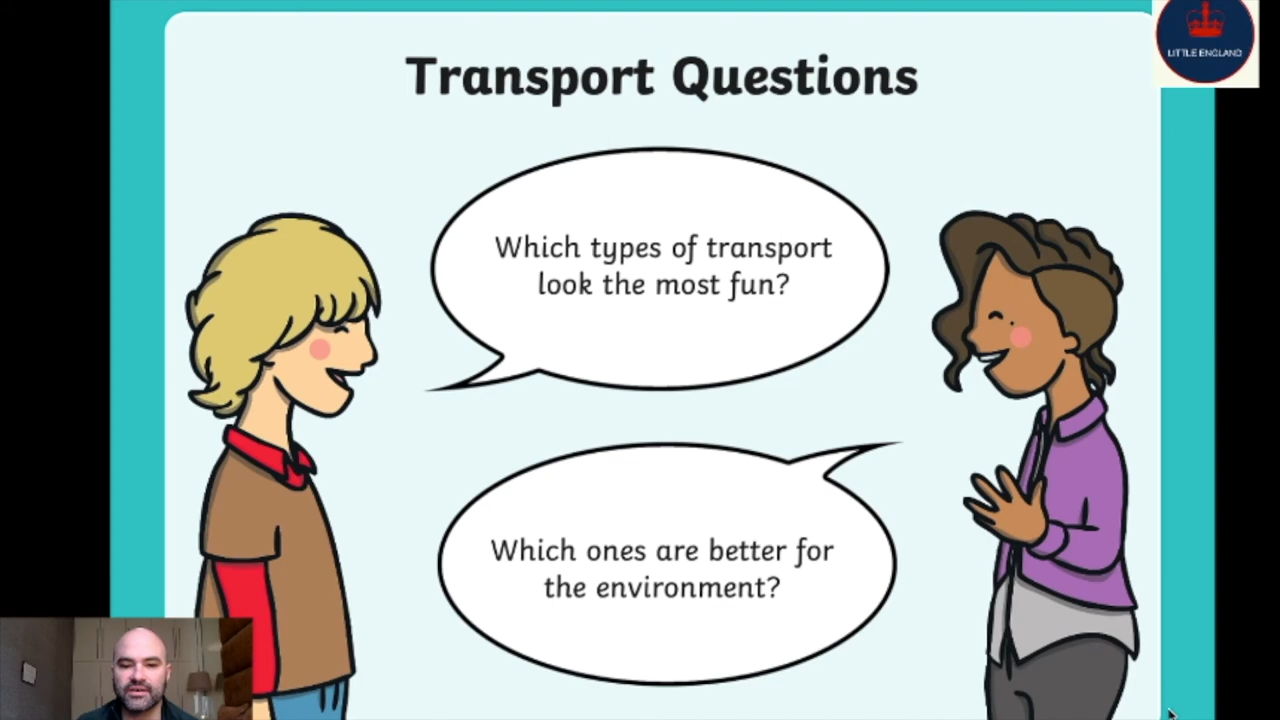 LITTLE ENGLAND
Transport Questions
Which types of transport
look the most fun?
Which ones are better for
the environment?